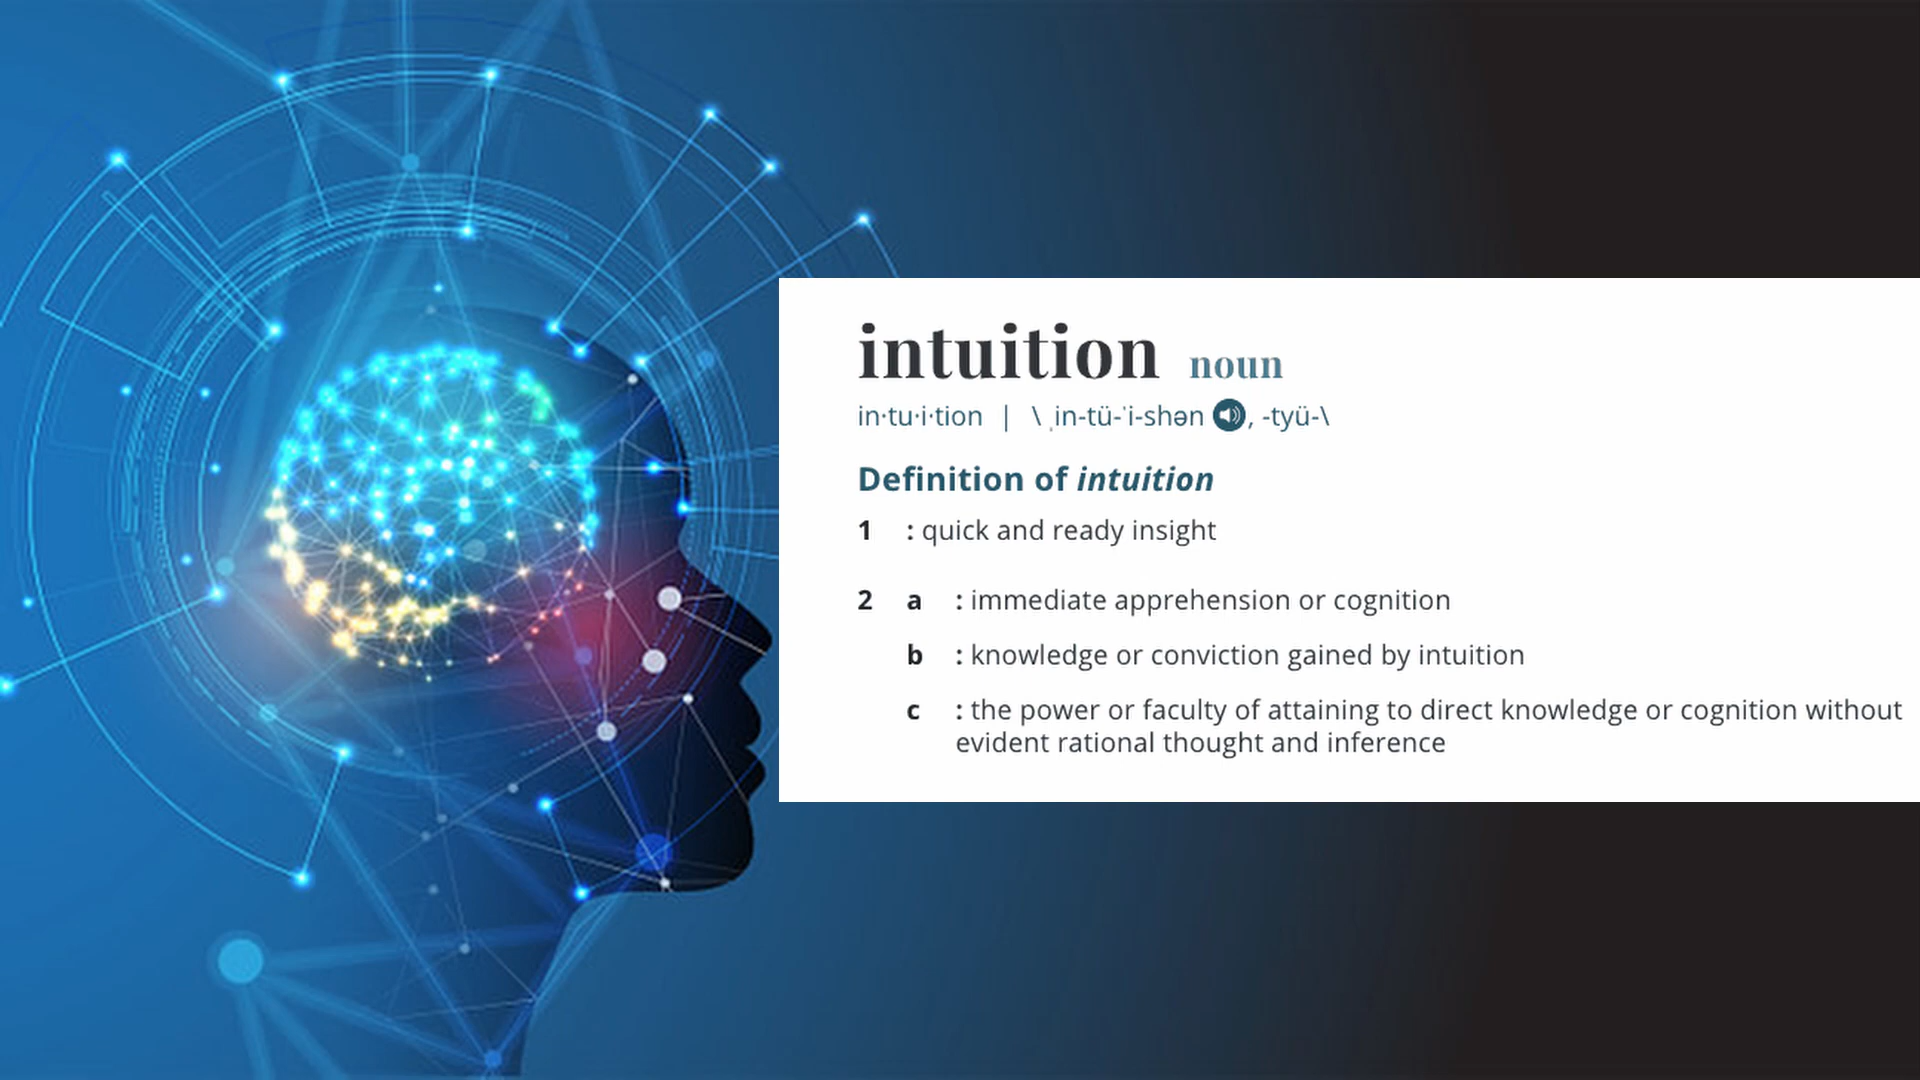 intuition noun
in·tu·i·tion | \ ˌin-tü-ˈi-shən , -tyü-\
Definition of intuition
1 : quick and ready insight
2 a : immediate apprehension or cognition
b : knowledge or conviction gained by intuition
c : the power or faculty of attaining to direct knowledge or cognition without
evident rational thought and inference